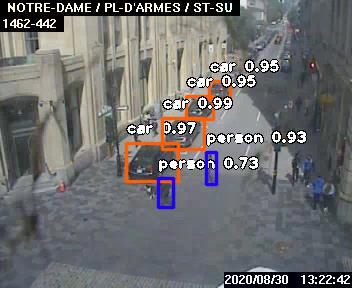 NOTRE-DAME / PL-D'ARMES / ST-SU
1462-442
car 0.95
car 0.95
car 0.99
car 0.97
person 0.93
person 0.73
2020/08/30 13:22:42